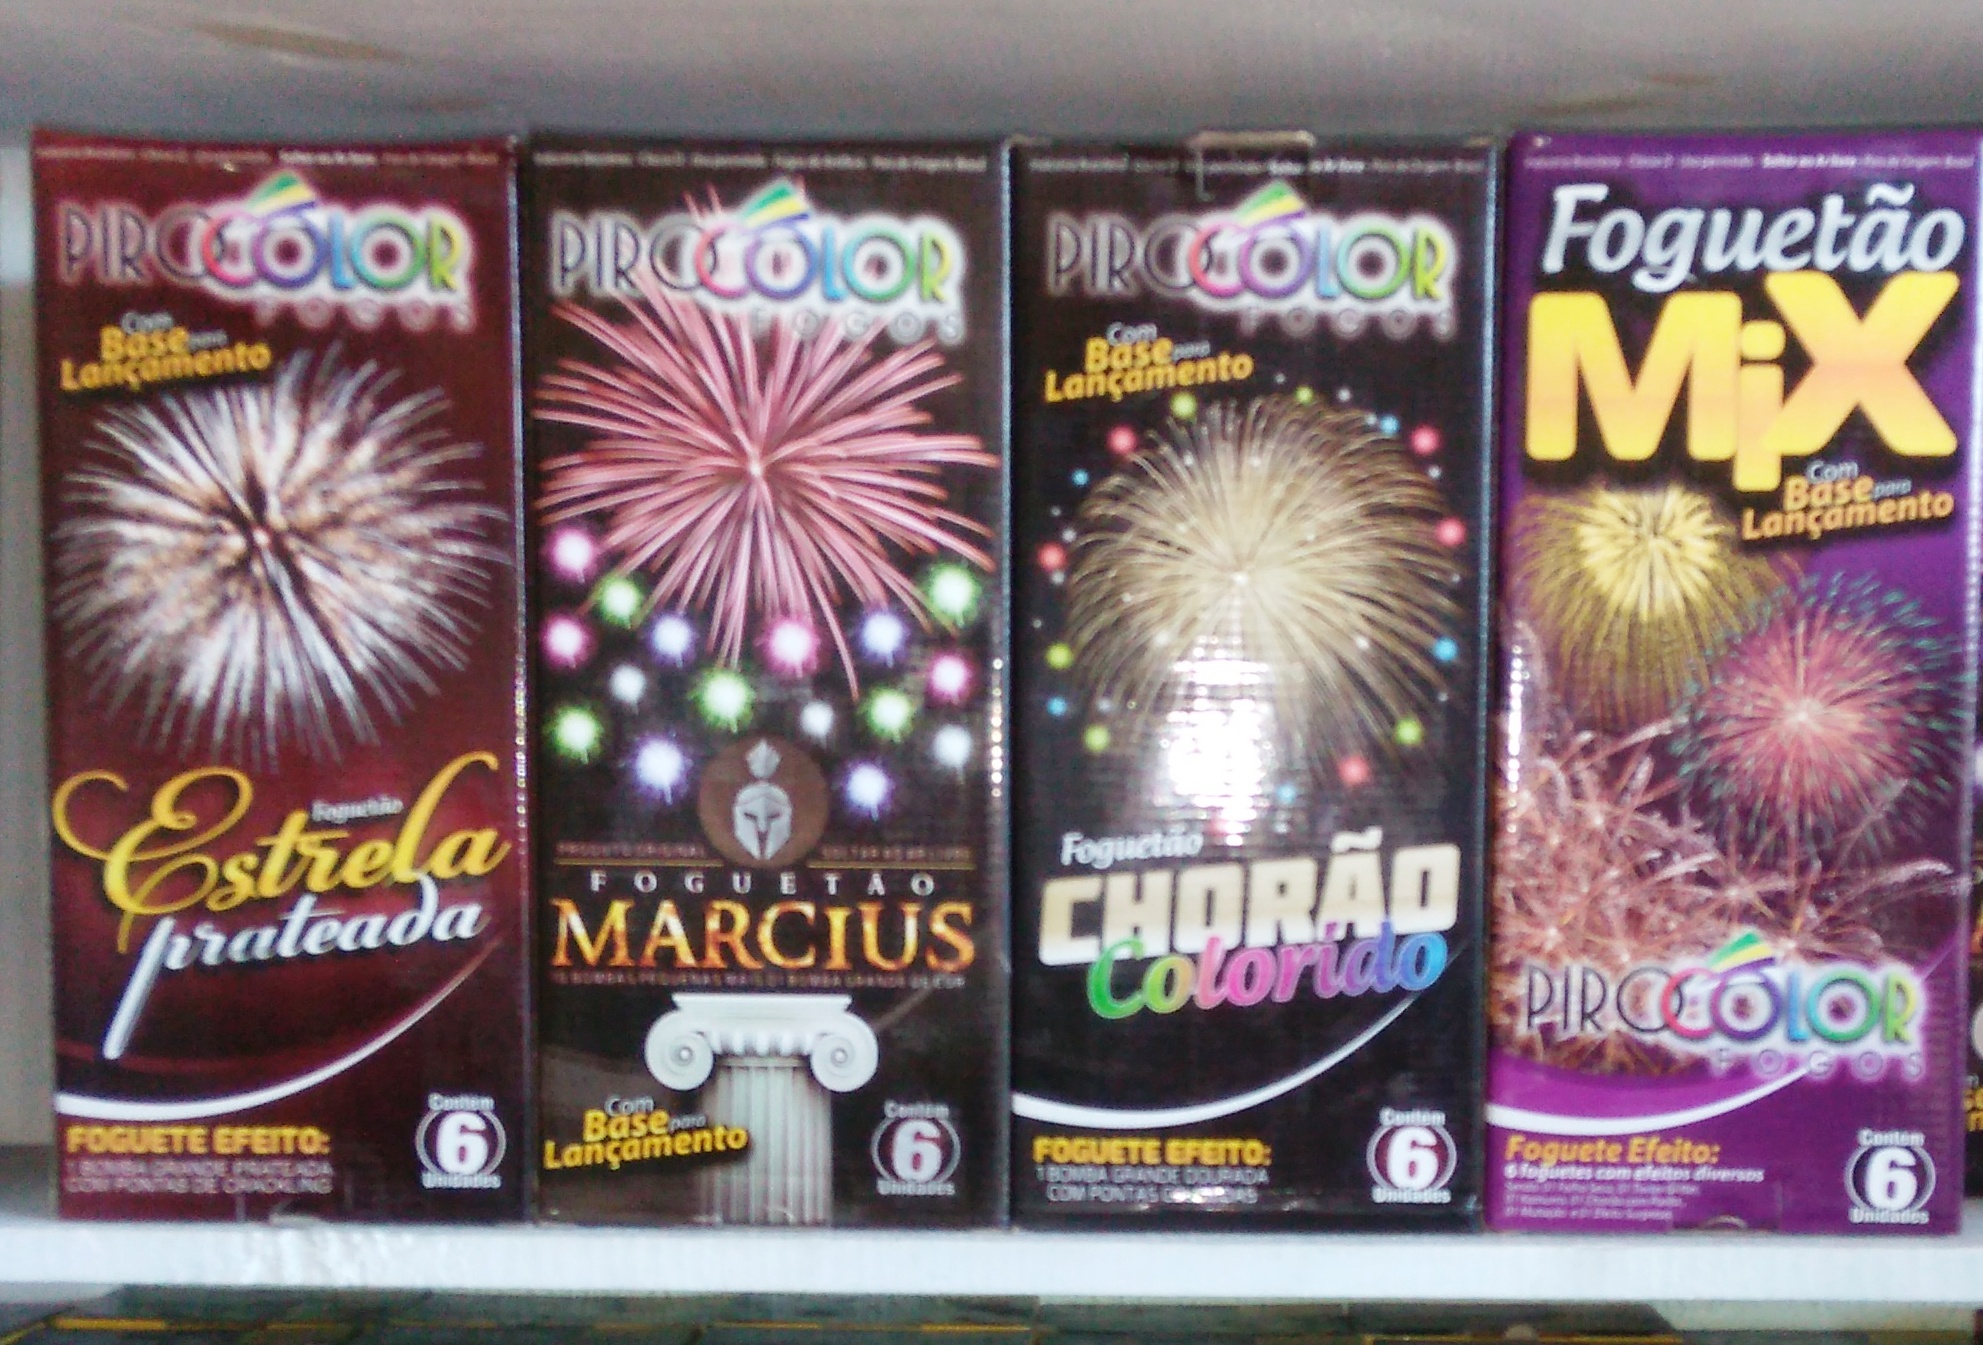 PIROCOLOR
FOGOS
Com
Base para
Lançamento
Foguetão
Estrela
prateada
FOGUETE EFEITO:
1 BOMBA GRANDE PRATEADA
COM PONTAS DE CRACKLING
Contém
6
Unidades
PIROCOLOR
FOGOS
FOGUETÃO
MARCIUS
Com
Base para
Lançamento
Contém
6
Unidades
PIROCOLOR
FOGOS
Com
Base para
Lançamento
Foguetão
CHORÃO
Colorido
FOGUETE EFEITO:
1 BOMBA GRANDE DOURADA
COM PONTAS
Contém
6
Unidades
Foguetão
MiX
Com
Base para
Lançamento
PIROCOLOR
FOGOS
Foguete Efeito:
6 foguetes com efeitos diversos
Contém
6
Unidades